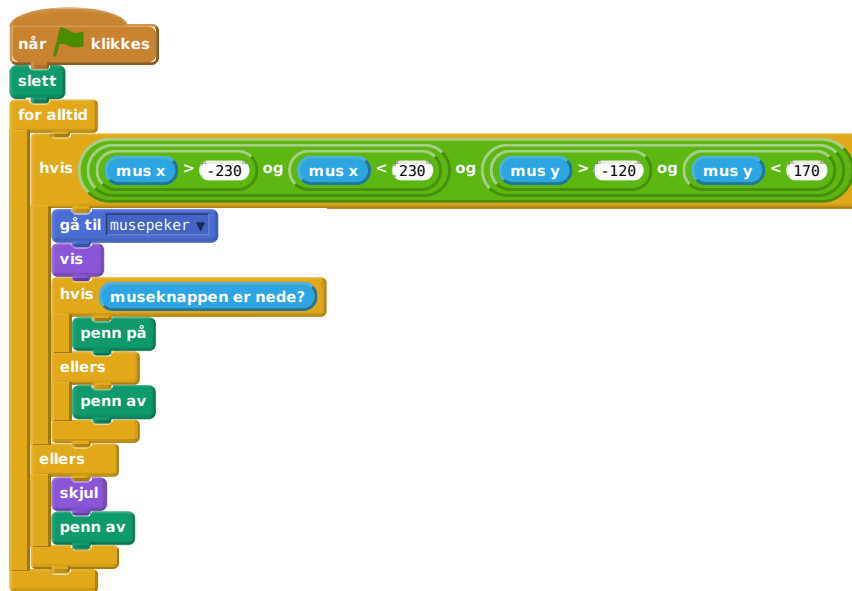 når klikkes
slett
for alltid
hvis mus x > -230 og mus x < 230 og mus y > -120 og mus y < 170
gå til musepeker ▼
vis
hvis museknappen er nede?
penn på
ellers
penn av
ellers
skjul
penn av